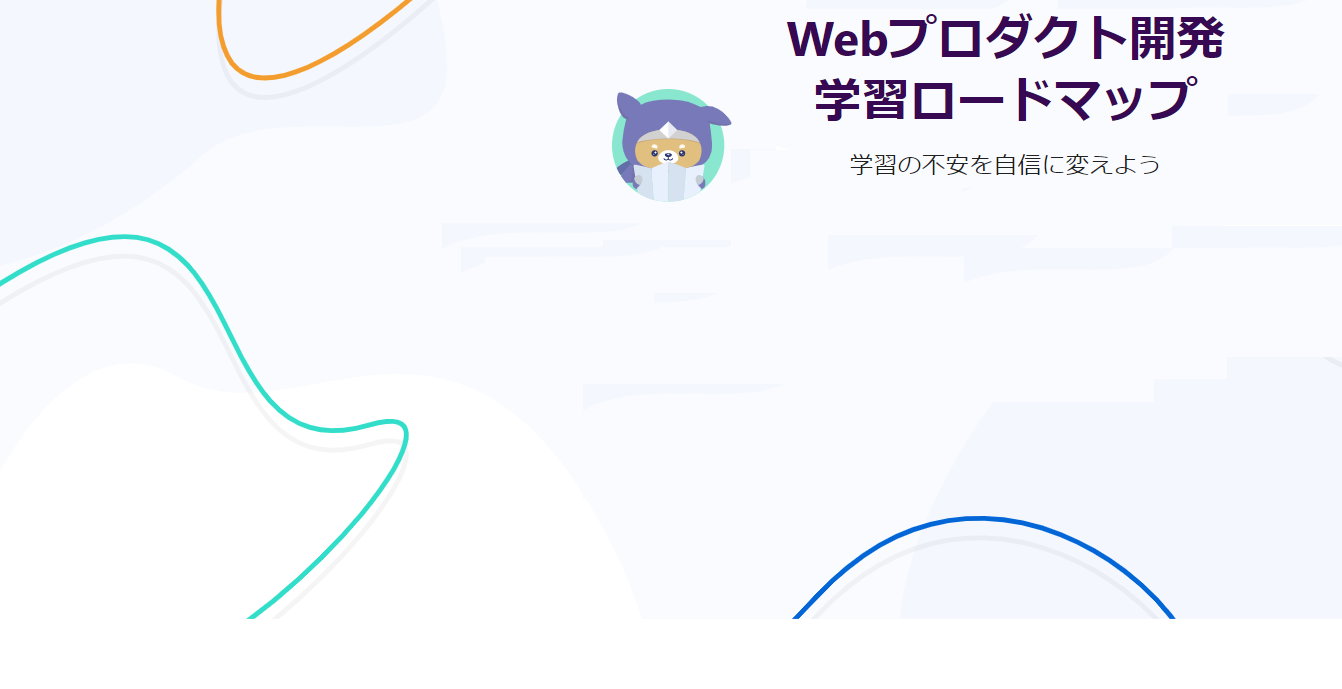 Webプロダクト開発
学習ロードマップ
学習の不安を自信に変えよう